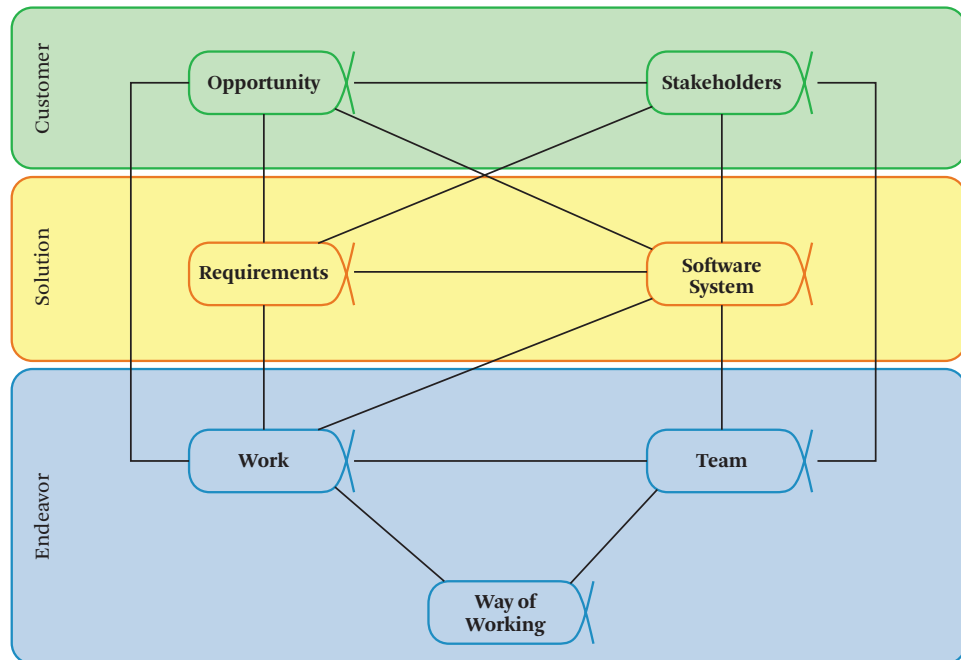 Customer
Opportunity
Stakeholders
Solution
Requirements
Software
System
Endeavor
Work
Team
Way of
Working